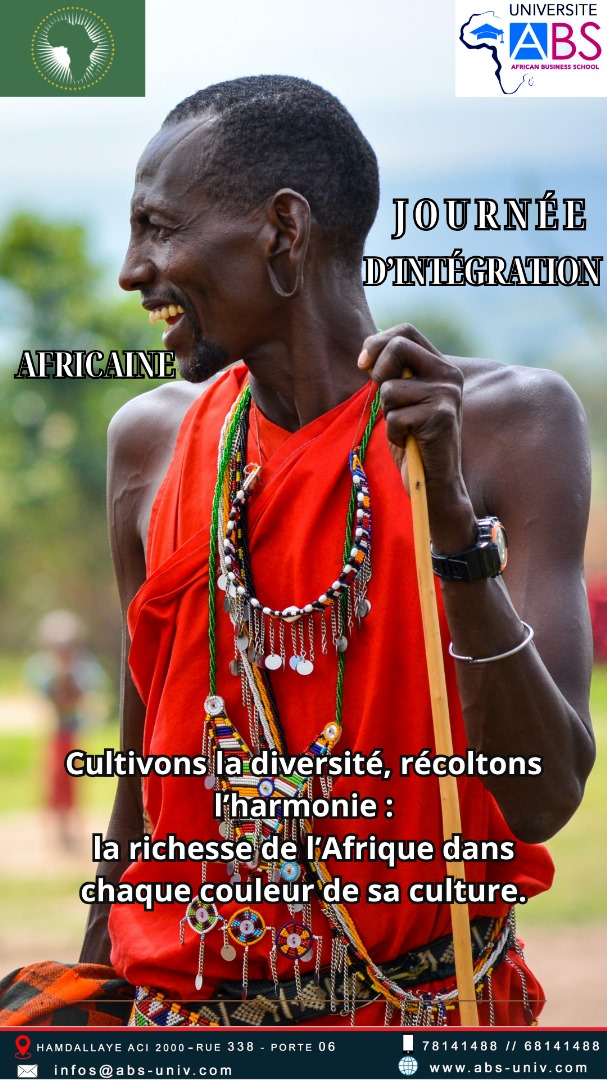 UNIVERSITE
ABS
AFRICAN BUSINESS SCHOOL
JOURNÉE
D'INTÉGRATION
AFRICAINE
Cultivons la diversité, récoltons
l'harmonie :
la richesse de l'Afrique dans
chaque couleur de sa culture.
HAMDALLAYE ACI 2000-RUE 338 - PORTE 06
78141488 // 68141488
infos@abs-univ.com
www.abs-univ.com